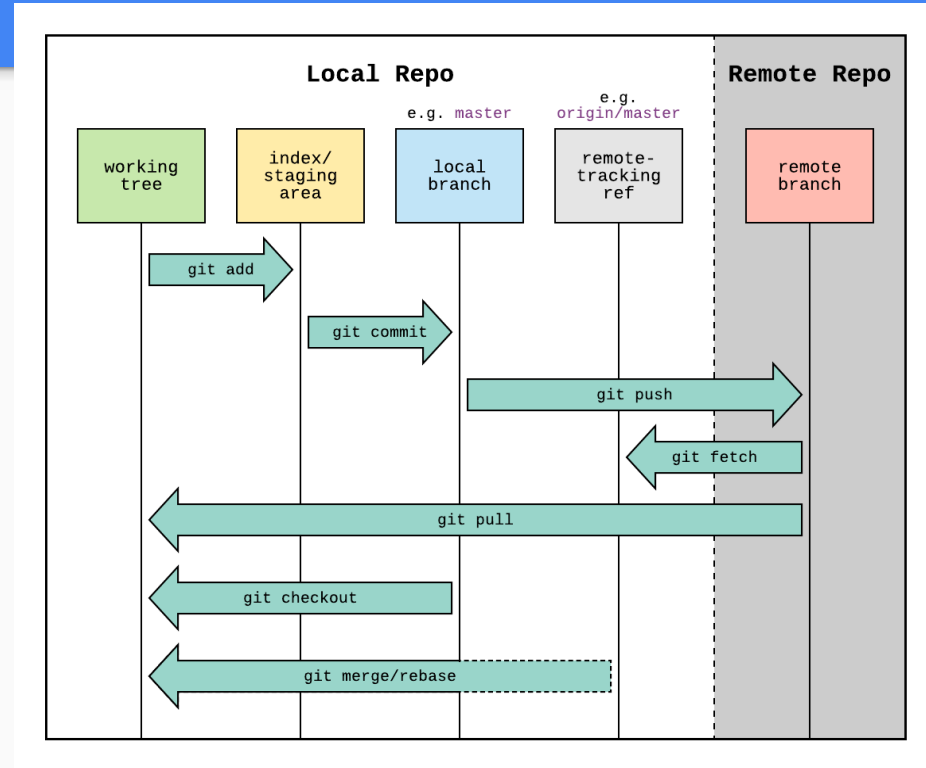 Local Repo
Remote Repo
e.g. master
e.g.
origin/master
working
tree
index/
staging
area
local
branch
remote-
tracking
ref
remote
branch
git add
git commit
git push
git fetch
git pull
git checkout
git merge/rebase